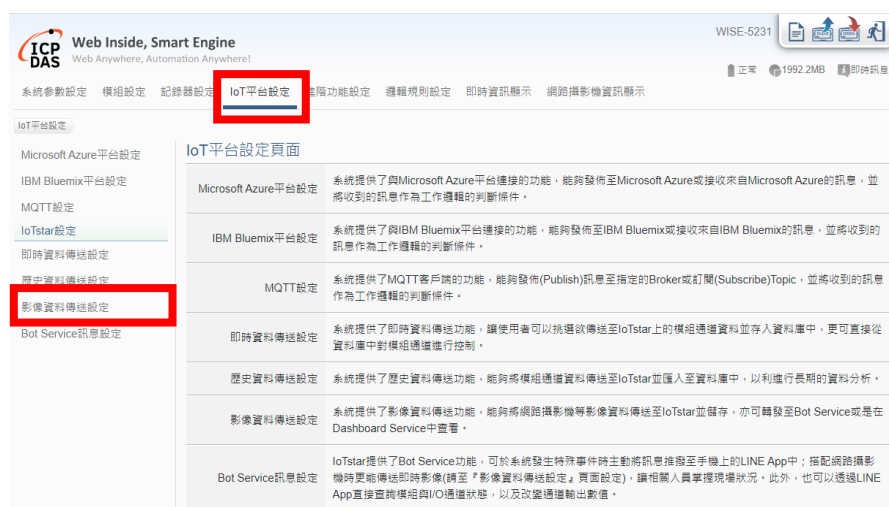 ICP
DAS
Web Inside, Smart Engine
Web Anywhere, Automation Anywhere!
WISE-5231
正常 1992.2MB 即時訊息
系統參數設定 模組設定 記錄器設定 IoT平台設定 進階功能設定 邏輯規則設定 即時資訊顯示 網路攝影機資訊顯示
IoT平台設定
Microsoft Azure平台設定
IBM Bluemix平台設定
MQTT設定
IoTstar設定
即時資料傳送設定
歷史資料傳送設定
影像資料傳送設定
Bot Service訊息設定
IoT平台設定頁面
Microsoft Azure平台設定
系統提供了與Microsoft Azure平台連接的功能，能夠發佈至Microsoft Azure或接收來自Microsoft Azure的訊息，並
將收到的訊息作為工作邏輯的判斷條件。
IBM Bluemix平台設定
系統提供了與IBM Bluemix平台連接的功能，能夠發佈至IBM Bluemix或接收來自IBM Bluemix的訊息，並將收到的
訊息作為工作邏輯的判斷條件。
MQTT設定
系統提供了MQTT客戶端的功能，能夠發佈(Publish)訊息至指定的Broker或訂閱(Subscribe)Topic，並將收到的訊息
作為工作邏輯的判斷條件。
即時資料傳送設定
系統提供了即時資料傳送功能，讓使用者可以挑選欲傳送至IoTstar上的模組通道資料並存入資料庫中，更可直接從
資料庫中對模組通道進行控制。
歷史資料傳送設定
系統提供了歷史資料傳送功能，能夠將模組通道資料傳送至IoTstar並匯入至資料庫中，以利進行長期的資料分析。
影像資料傳送設定
系統提供了影像資料傳送功能，能夠將網路攝影機等影像資料傳送至IoTstar並儲存，亦可轉發至Bot Service或是在
Dashboard Service中查看。
Bot Service訊息設定
IoTstar提供了Bot Service功能，可於系統發生特殊事件時主動將訊息推撥至手機上的LINE App中；搭配網路攝影
機時更能傳送即時影像(請至『影像資料傳送設定』頁面設定)，讓相關人員掌握現場狀況。此外，也可以透過LINE
App直接查詢模組與I/O通道狀態，以及改變通道輸出數值。